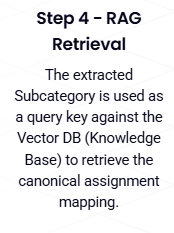 Step 4 - RAG
Retrieval
The extracted
Subcategory is used as
a query key against the
Vector DB (Knowledge
Base) to retrieve the
canonical assignment
mapping.